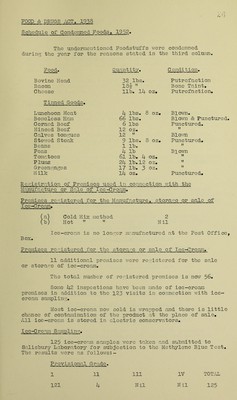 FOOD & DRUGS ACT, 1938
Schedule of Condemned Foods, 1952.
The undermentioned Foodstuffs were condemned
during the year for the reasons stated in the third column.
Food. Quantity. Condition.
Bovine Head 32 lbs. Putrefaction
Bacon 158 " Bone Taint.
Cheese 11b. 14 oz. Putrefaction.
Tinned Goods.
Luncheon Meat 4 lbs. 8 oz. Blown.
Boneless Ham 66 lbs. Blown & Punctured.
Corned Beef 6 lbs Punctured.
Minced Beef 12 oz. "
Calves tongues 12 " Blown
Stewed Steak 9 lbs. 8 oz. Punctured.
Beans 1 lb. "
Peas 4 lb Blown
Tomatoes 61 lb. 4 oz. "
Plums 24 lb. 12 oz. "
Greengages 17 lb. 3 oz. "
Milk 14 oz. Punctured.
Registration of Premises used in connection with the
Manufacture or Sale of Ice-Cream.
Premises registered for the Manufacture, storage or sale of
Ice-Cream.
(a) Cold Mix method 2
(b) Hot " " Nil
Ice-cream is no longer manufactured at the Post Office,
Box.
Premises registered for the storage or sale of Ice-Cream.
11 additional premises were registered for the sale
or storage of ice-cream.
The total number of registered premises is now 56.
Some 42 inspections have been made of ice-cream
premises in addition to the 123 visits in connection with ice-
cream sampling.
Most ice-cream now sold is wrapped and there is little
chance of contamination of the product at the place of sale.
All ice-cream is stored in electric conservators.
Ice-Cream Sampling.
125 ice-cream samples were taken and submitted to
Salisbury Laboratory for subjection to the Methylene Blue Test.
The results were as follows:-
Provisional Grade.
I II III IV TOTAL
121 4 Nil Nil 125